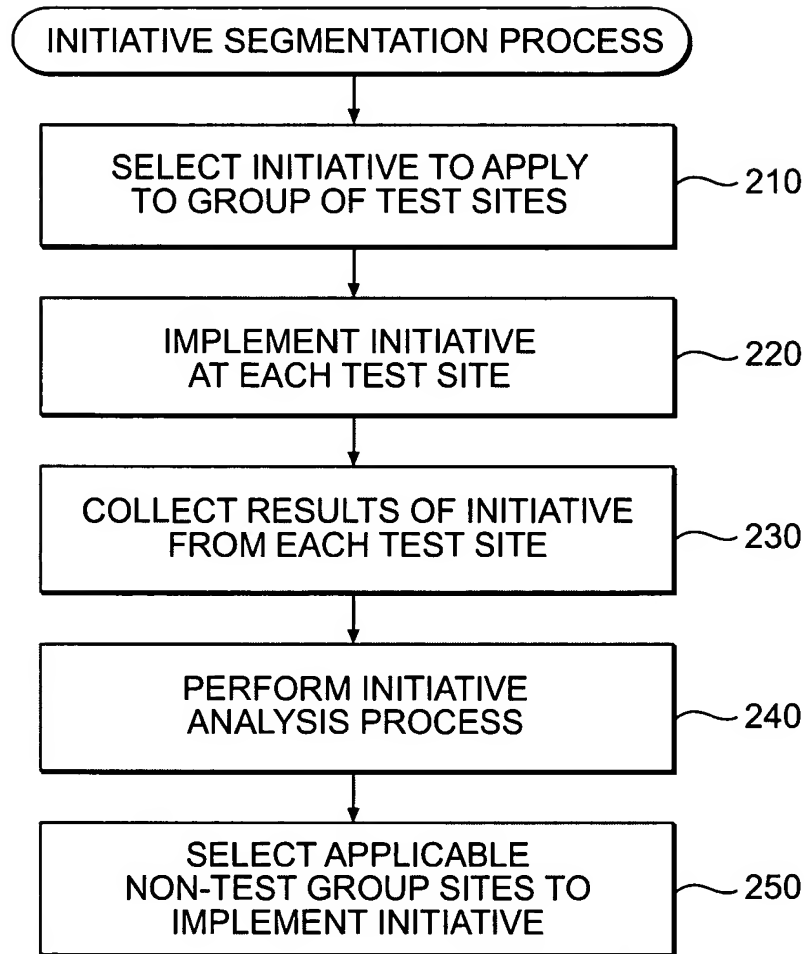 INITIATIVE SEGMENTATION PROCESS
SELECT INITIATIVE TO APPLY
TO GROUP OF TEST SITES
210
IMPLEMENT INITIATIVE
AT EACH TEST SITE
220
COLLECT RESULTS OF INITIATIVE
FROM EACH TEST SITE
230
PERFORM INITIATIVE
ANALYSIS PROCESS
240
SELECT APPLICABLE
NON-TEST GROUP SITES TO
IMPLEMENT INITIATIVE
250